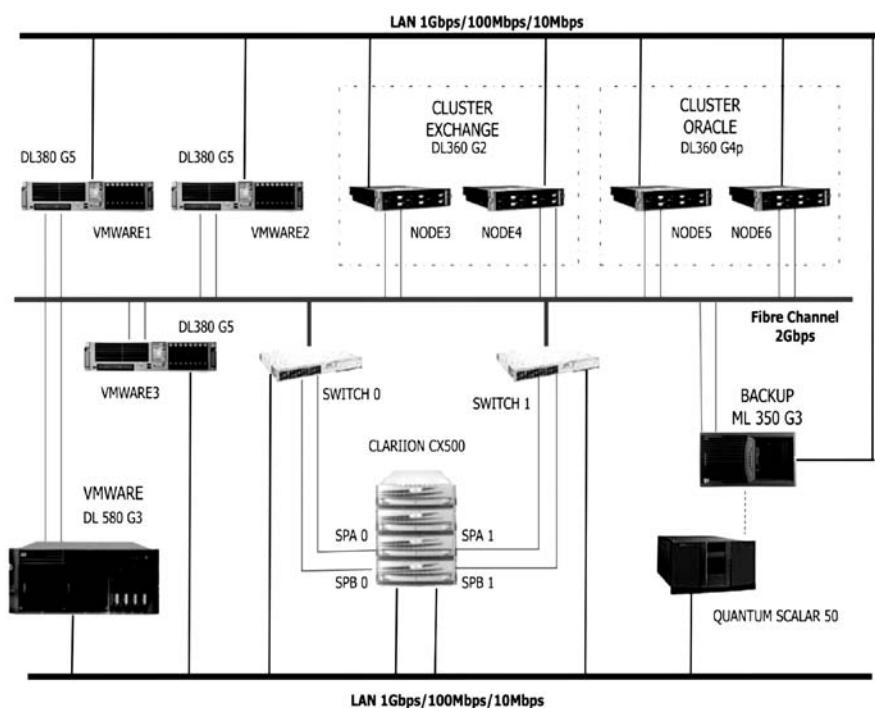 LAN 1Gbps/100Mbps/10Mbps
CLUSTER
EXCHANGE
DL360 G2
CLUSTER
ORACLE
DL360 G4p
DL380 G5
DL380 G5
VMWARE1
VMWARE2
NODE3
NODE4
NODE5
NODE6
Fibre Channel
2Gbps
DL380 G5
VMWARE3
SWITCH 0
SWITCH 1
BACKUP
ML 350 G3
CLARIION CX500
VMWARE
DL 580 G3
SPA 0
SPA 1
SPB 0
SPB 1
QUANTUM SCALAR 50
LAN 1Gbps/100Mbps/10Mbps